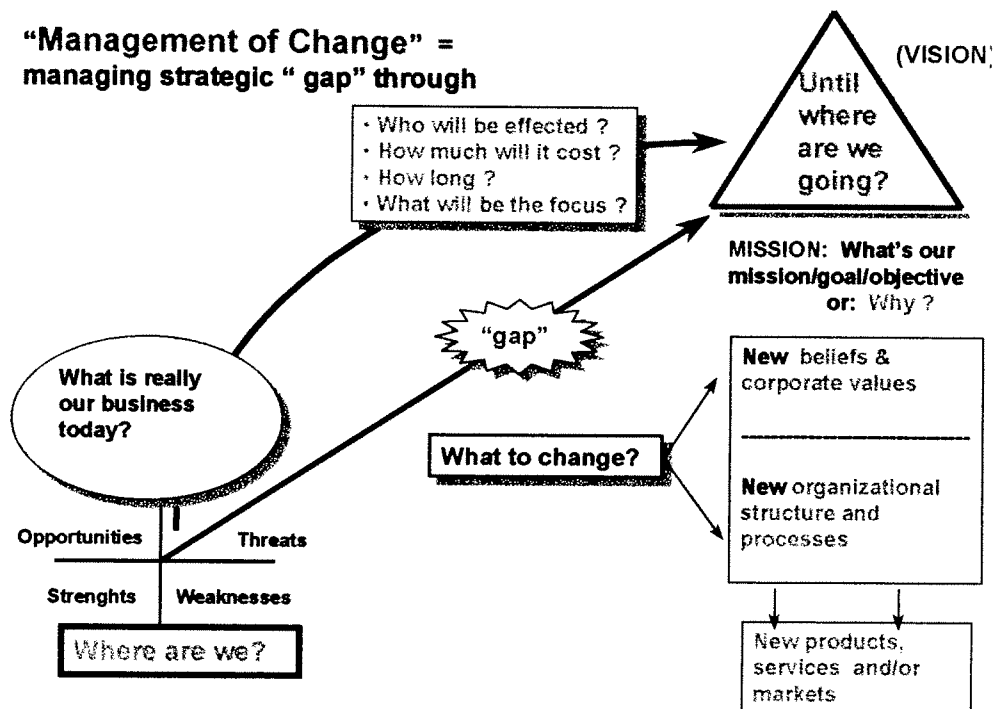 “Management of Change” =
managing strategic “ gap” through
(VISION)
Until
where
are we
going?
· Who will be effected ?
· How much will it cost ?
· How long ?
· What will be the focus ?
MISSION: What's our
mission/goal/objective
or: Why ?
“gap”
What is really
our business
today?
New beliefs &
corporate values
What to change?
New organizational
structure and
processes
Opportunities
Threats
Strenghts
Weaknesses
Where are we?
New products,
services and/or
markets